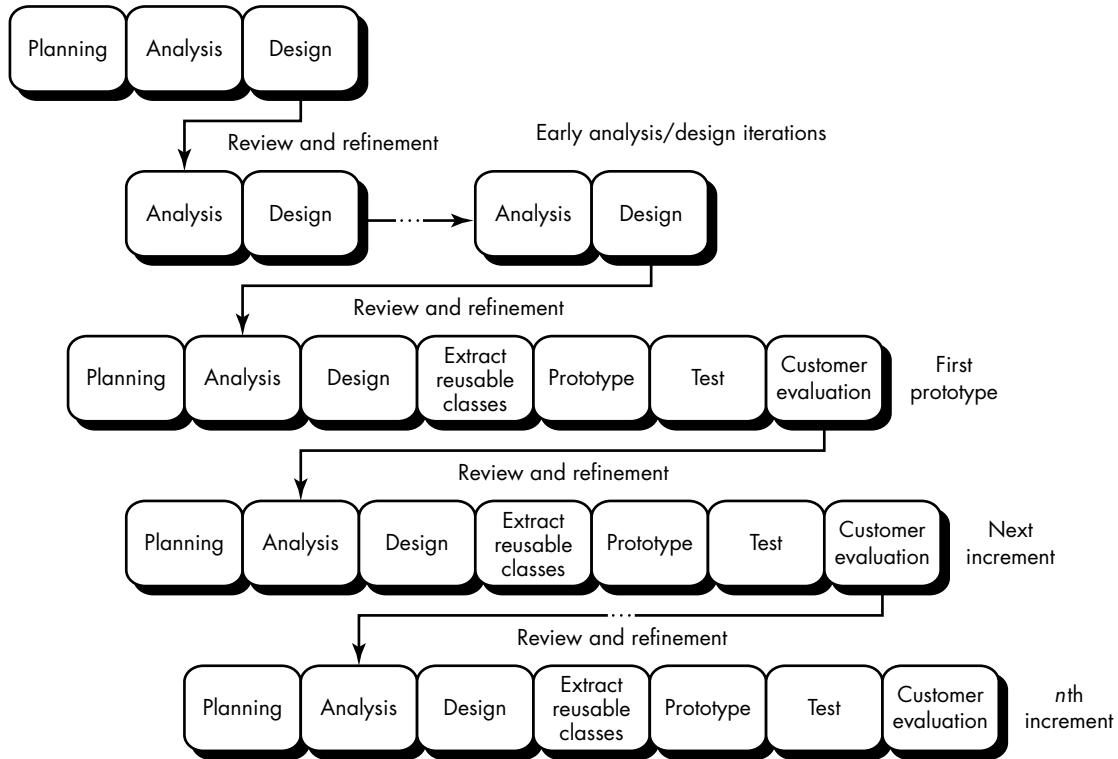 Planning
Analysis
Design
Review and refinement
Early analysis/design iterations
Analysis
Design
...
Analysis
Design
Review and refinement
Planning
Analysis
Design
Extract
reusable
classes
Prototype
Test
Customer
evaluation
First
prototype
Review and refinement
Planning
Analysis
Design
Extract
reusable
classes
Prototype
Test
Customer
evaluation
Next
increment
...
Review and refinement
Planning
Analysis
Design
Extract
reusable
classes
Prototype
Test
Customer
evaluation
nth
increment